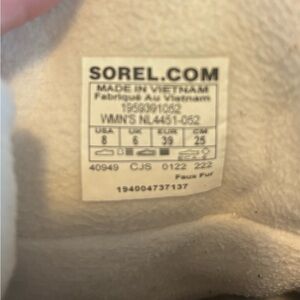 SOREL.COM
MADE IN VIETNAM
Fabriqué Au Vietnam
1959391052
WMN'S NL4451-052
USA UK EUR CM
8 6 39 25
40949 CJS 0122 222
Faux Fur
194004737137